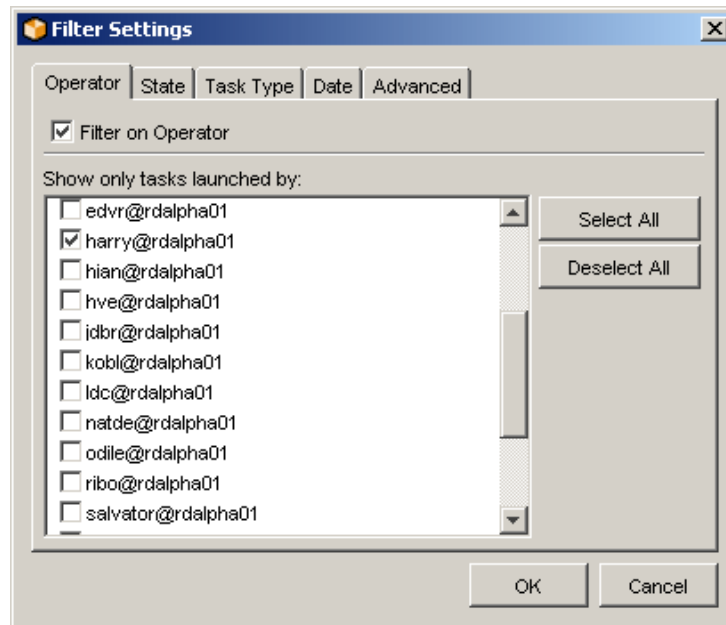 Filter Settings
Operator State Task Type Date Advanced
Filter on Operator
Show only tasks launched by:
edvr@rdalpha01
harry@rdalpha01
hian@rdalpha01
hve@rdalpha01
jdbr@rdalpha01
kobl@rdalpha01
ldc@rdalpha01
natde@rdalpha01
odile@rdalpha01
ribo@rdalpha01
salvator@rdalpha01
Select All
Deselect All
OK Cancel